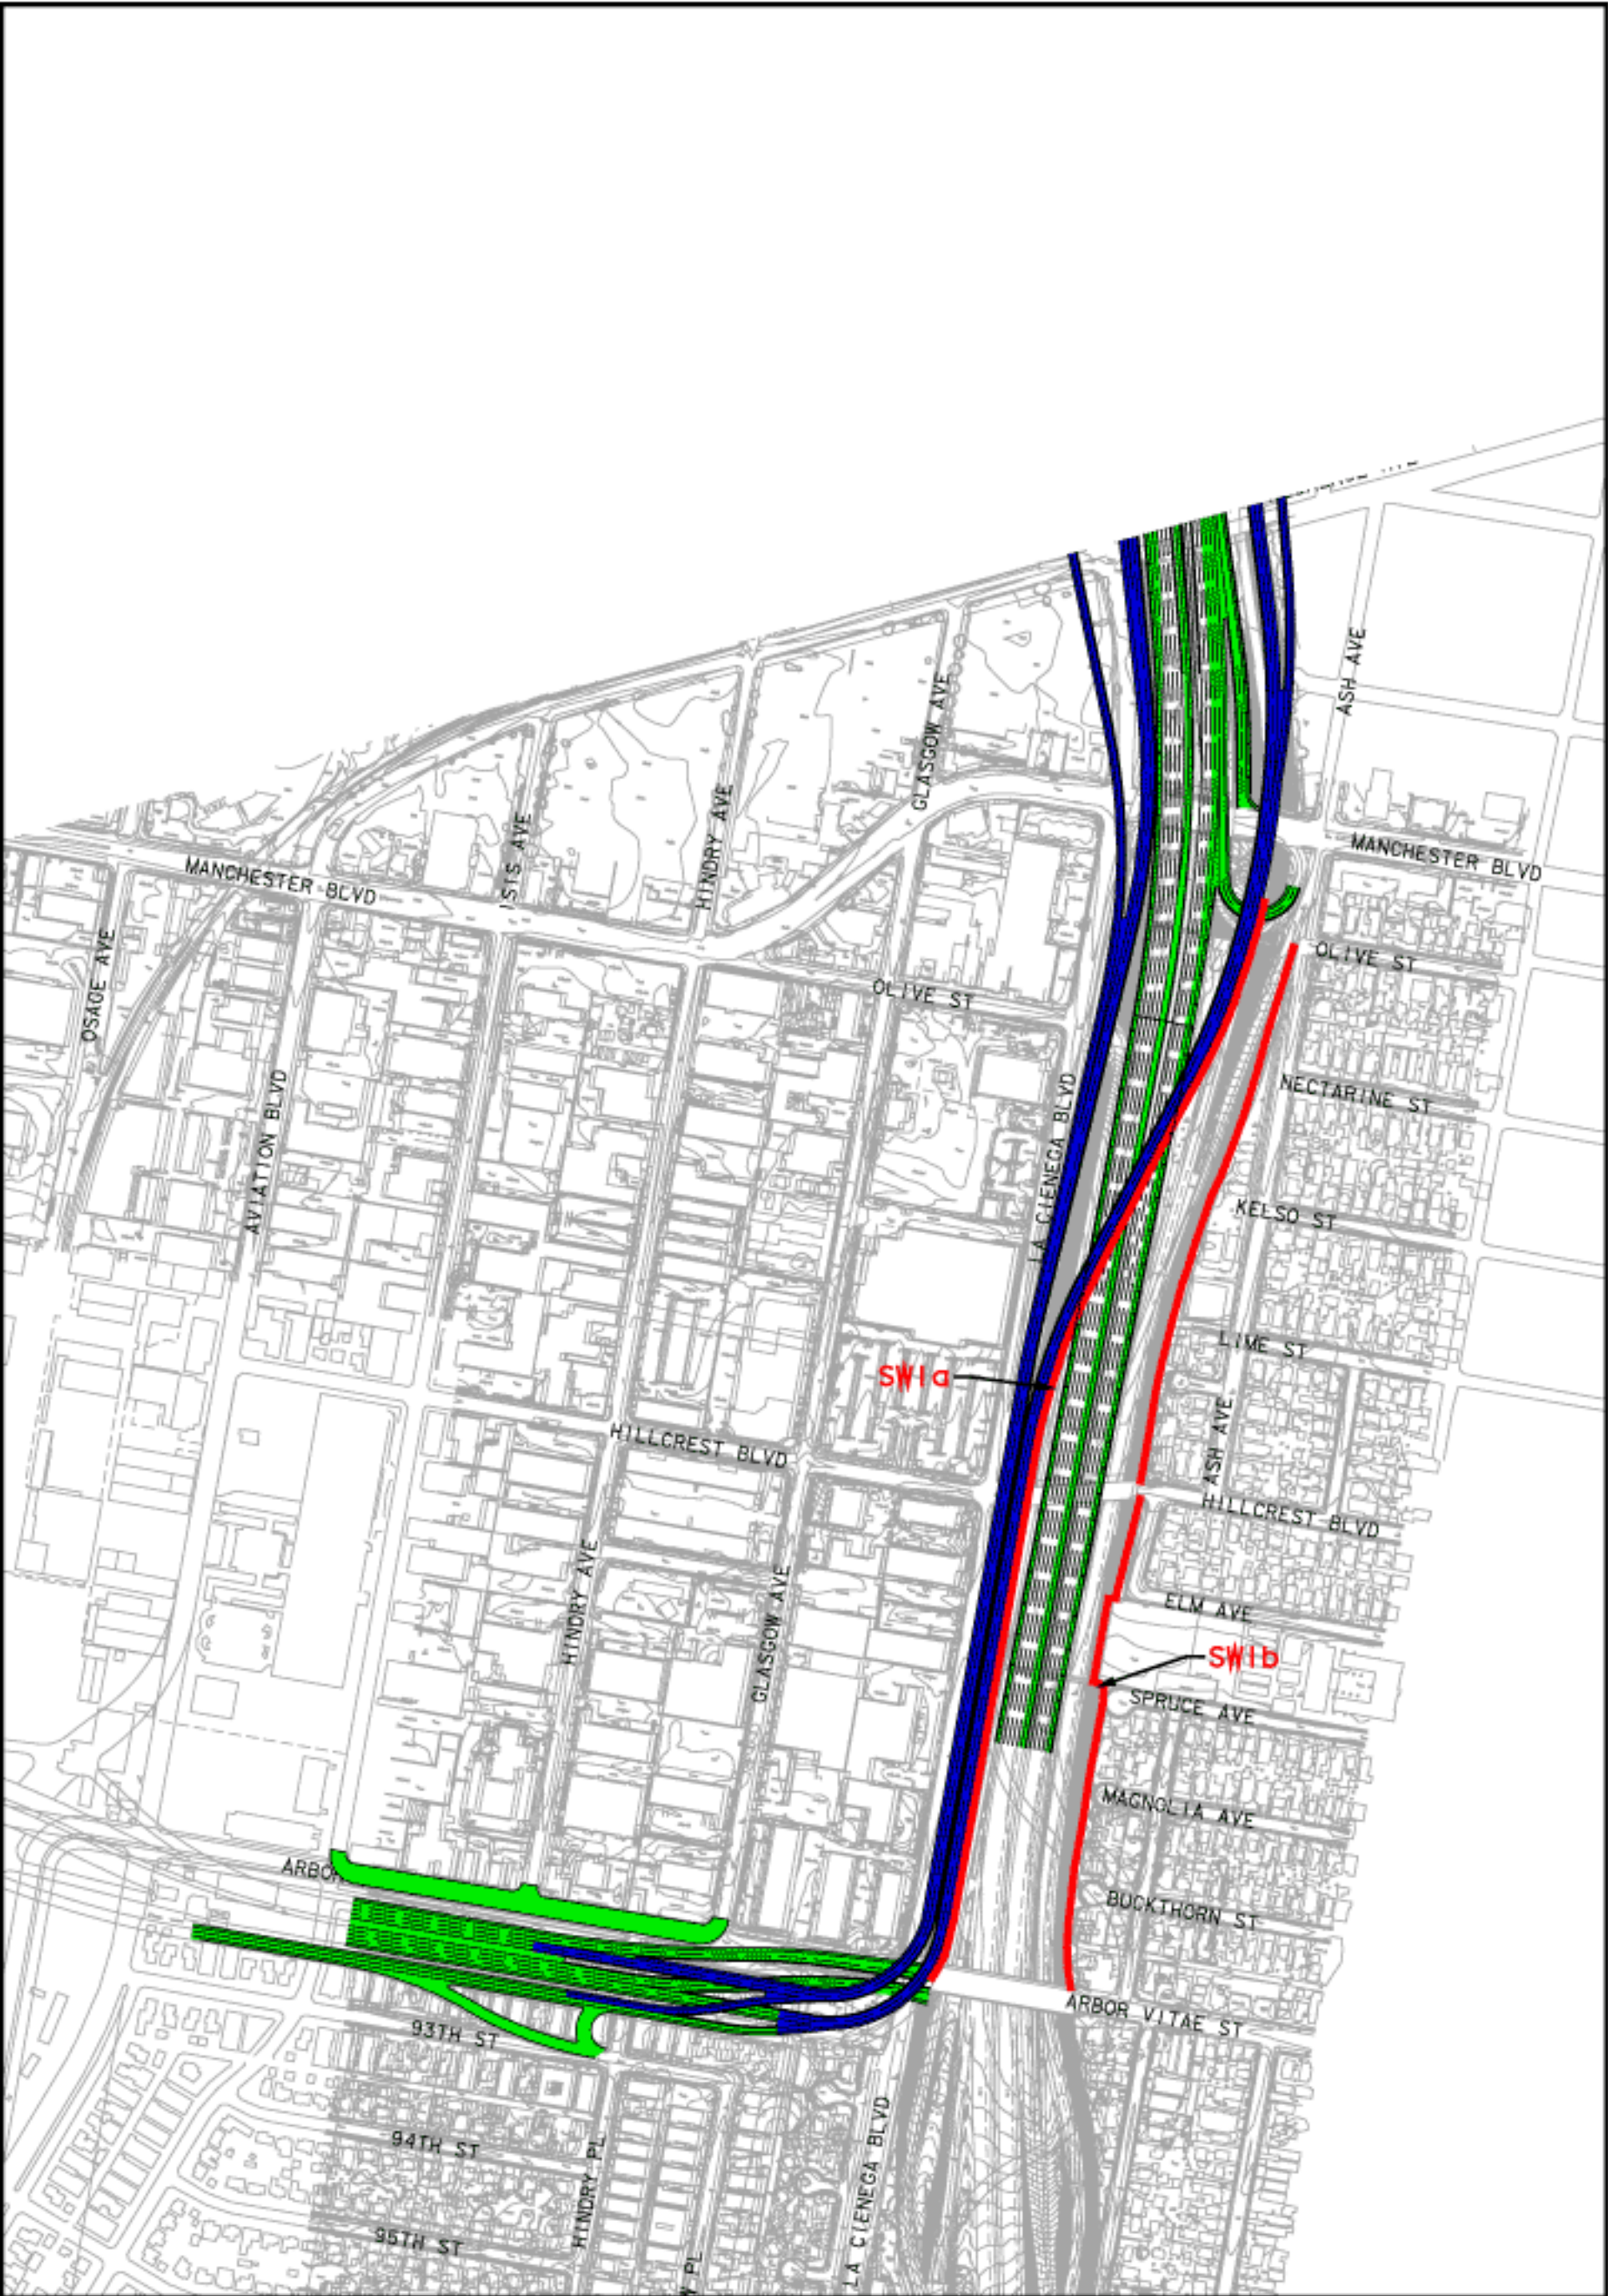 ASH AVE
GLASGOW AVE
MANCHESTER BLVD
HINDRY AVE
ISIS AVE
MANCHESTER BLVD
OLIVE ST
OSAGE AVE
OLIVE ST
NECTARINE ST
AVIATION BLVD
LA CIENEGA BLVD
KELSO ST
LIME ST
SW1a
ASH AVE
HILLCREST BLVD
HILLCREST BLVD
HINDRY AVE
GLASGOW AVE
ELM AVE
SW1b
SPRUCE AVE
MAGNOLIA AVE
ARBOR
BUCKTHORN ST
ARBOR VITAE ST
93TH ST
94TH ST
HINDRY PL
LA CIENEGA BLVD
95TH ST
PL